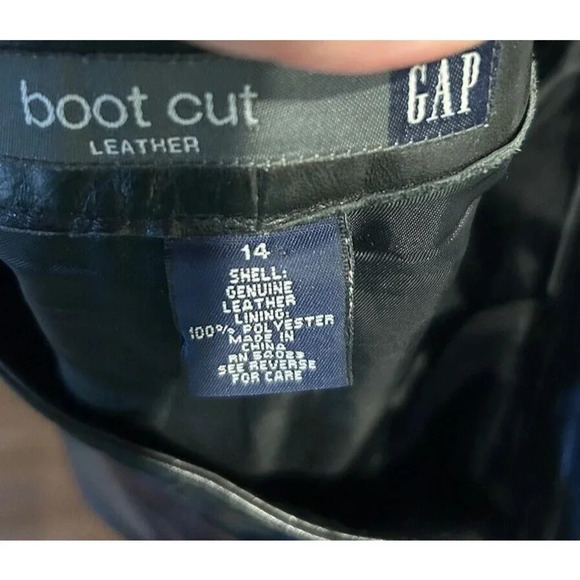 boot cut
LEATHER
GAP
14
SHELL:
GENUINE
LEATHER
LINING:
100% POLYESTER
MADE IN
CHINA
RN 54023
SEE REVERSE
FOR CARE